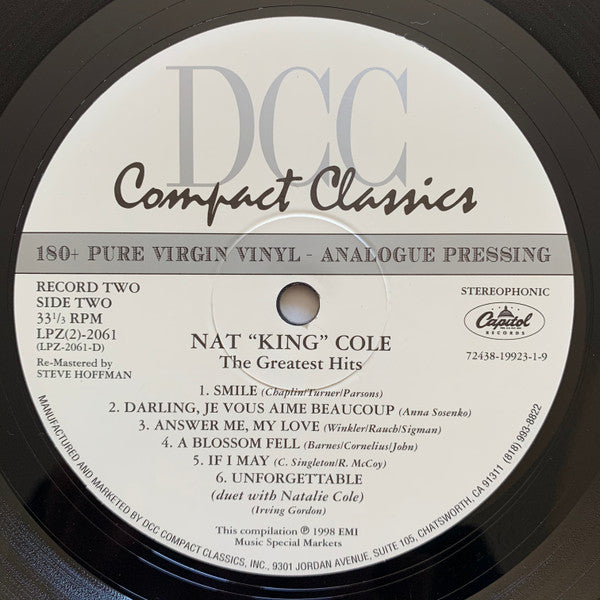 DCC
Compact Classics
180+ PURE VIRGIN VINYL - ANALOGUE PRESSING
RECORD TWO
SIDE TWO
33 1/3 RPM
LPZ(2)-2061
(LPZ-2061-D)
Re-Mastered by
STEVE HOFFMAN
STEREOPHONIC
Capitol
RECORDS
72438-19923-1-9
NAT "KING" COLE
The Greatest Hits
1. SMILE (Chaplin/Turner/Parsons)
2. DARLING, JE VOUS AIME BEAUCOUP (Anna Sosenko)
3. ANSWER ME, MY LOVE (Winkler/Rauch/Sigman)
4. A BLOSSOM FELL (Barnes/Cornelius/John)
5. IF I MAY (C. Singleton/R. McCoy)
6. UNFORGETTABLE
(duet with Natalie Cole)
(Irving Gordon)
This compilation ℗ 1998 EMI
Music Special Markets
MANUFACTURED AND MARKETED BY DCC COMPACT CLASSICS, INC., 9301 JORDAN AVENUE, SUITE 105, CHATSWORTH, CA 91311 (818) 993-8822